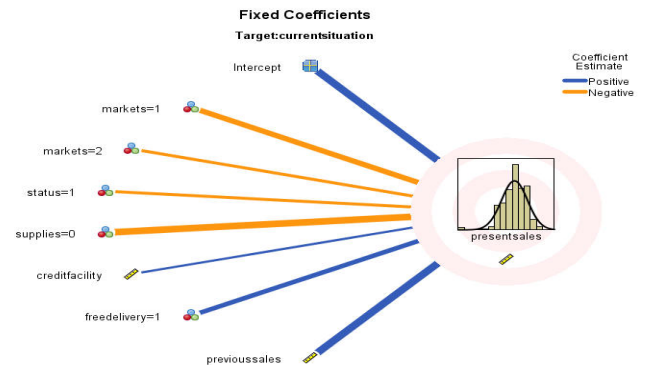 Fixed Coefficients
Target:currentsituation
Coefficient
Estimate
Positive
Negative
Intercept
markets=1
markets=2
status=1
supplies=0
creditfacility
freedelivery=1
previoussales
presentsales